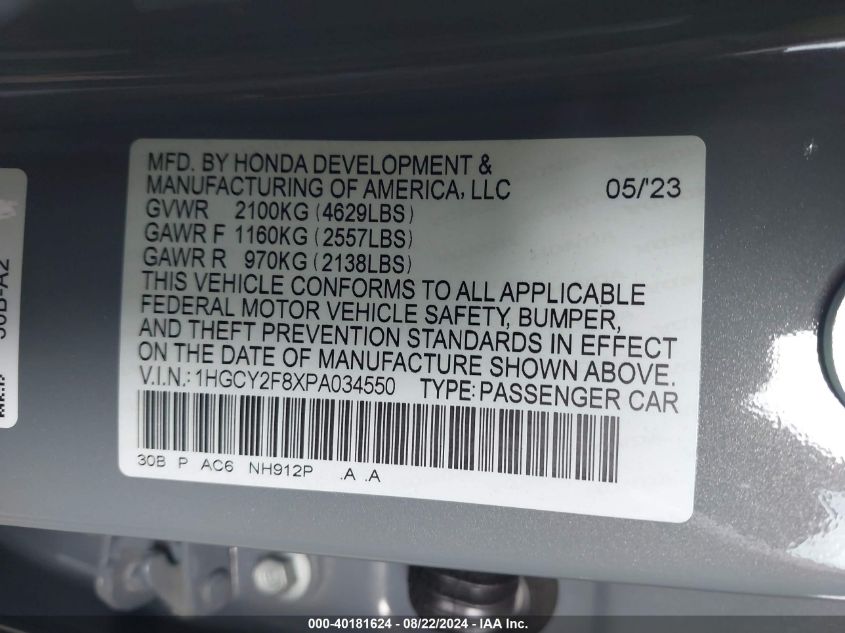 MFD. BY HONDA DEVELOPMENT &
MANUFACTURING OF AMERICA, LLC 05/'23
GVWR 2100KG (4629LBS)
GAWR F 1160KG (2557LBS)
GAWR R 970KG (2138LBS)
THIS VEHICLE CONFORMS TO ALL APPLICABLE
FEDERAL MOTOR VEHICLE SAFETY, BUMPER,
AND THEFT PREVENTION STANDARDS IN EFFECT
ON THE DATE OF MANUFACTURE SHOWN ABOVE.
V.I.N.: 1HGCY2F8XPA034550 TYPE: PASSENGER CAR
30B P AC6 NH912P .A .A
000-40181624 - 08/22/2024 - IAA Inc.